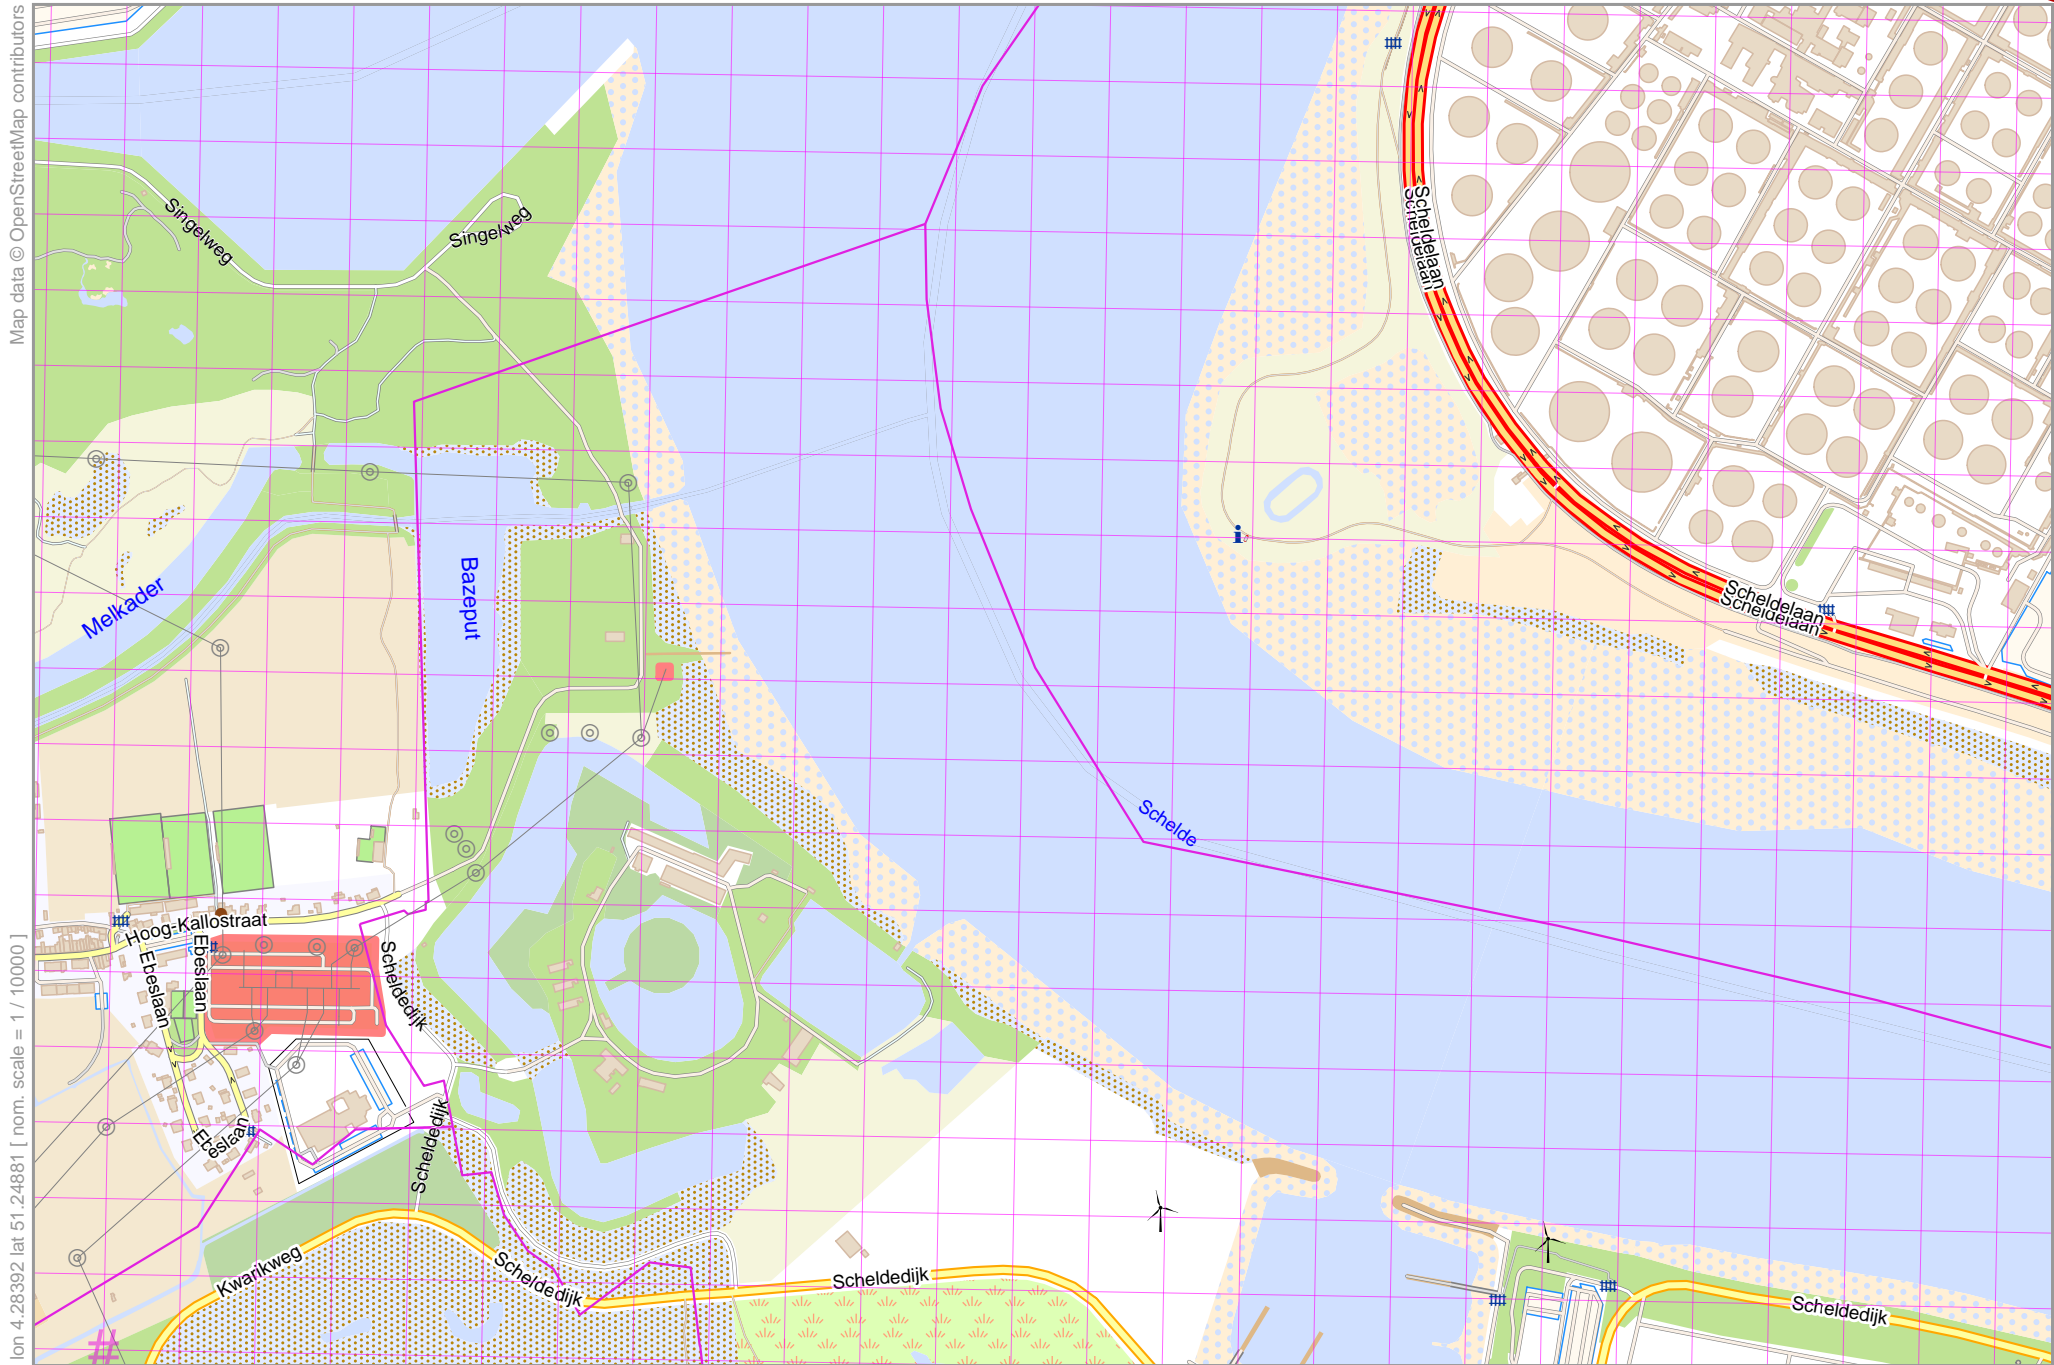 Map data © OpenStreetMap contributors
lon 4.28392 lat 51.24881 [ nom. scale = 1 / 10000 ]
Singelweg
Singelweg
Scheldelaan
Scheldelaan
Bazeput
Melkader
Scheldelaan
Scheldelaan
Schelde
Hoog-Kallostraat
Ebeslaan
Ebeslaan
Scheldedijk
Ebeslaan
Scheldedijk
Kwarikweg
Scheldedijk
Scheldedijk
Scheldedijk
#